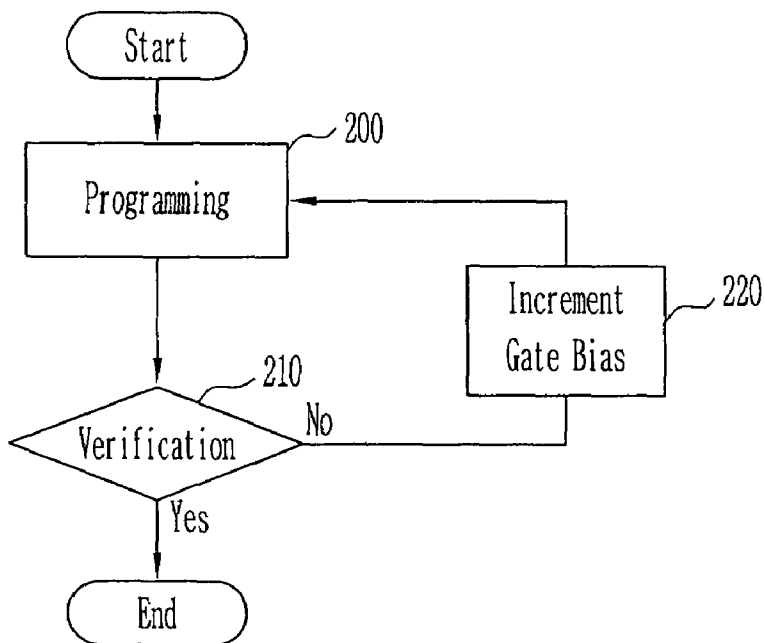 Start
200
Programming
Increment
Gate Bias
220
210
Verification
No
Yes
End